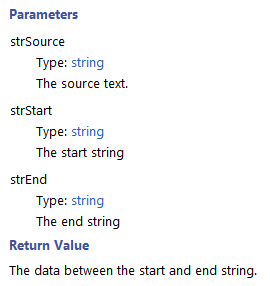 Parameters
strSource
Type: string
The source text.
strStart
Type: string
The start string
strEnd
Type: string
The end string
Return Value
The data between the start and end string.